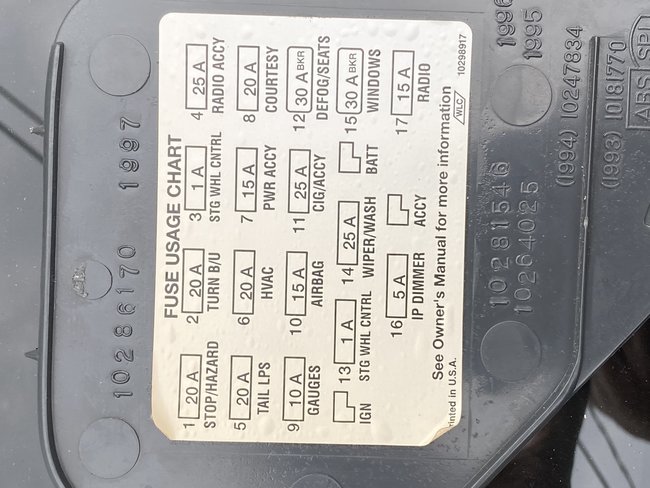 FUSE USAGE CHART
1 20 A 2 20 A 3 1 A 4 25 A
STOP/HAZARD TURN B/U STG WHL CNTRL RADIO ACCY
5 20 A 6 20 A 7 15 A 8 20 A
TAIL LPS HVAC PWR ACCY COURTESY
9 10 A 10 15 A 11 25 A 12 30 A BKR
GAUGES AIRBAG CIG/ACCY DEFOG/SEATS
13 1 A 14 25 A 15 30 A BKR
IGN STG WHL CNTRL WIPER/WASH BATT WINDOWS
16 5 A 17 15 A
IP DIMMER ACCY RADIO
See Owner's Manual for more information
WLC
rinted in U.S.A. 10298917
10286170 1997
10281546 1996
10264025 1995
(1994) 10247834
(1993) 10181770
ABS SPI